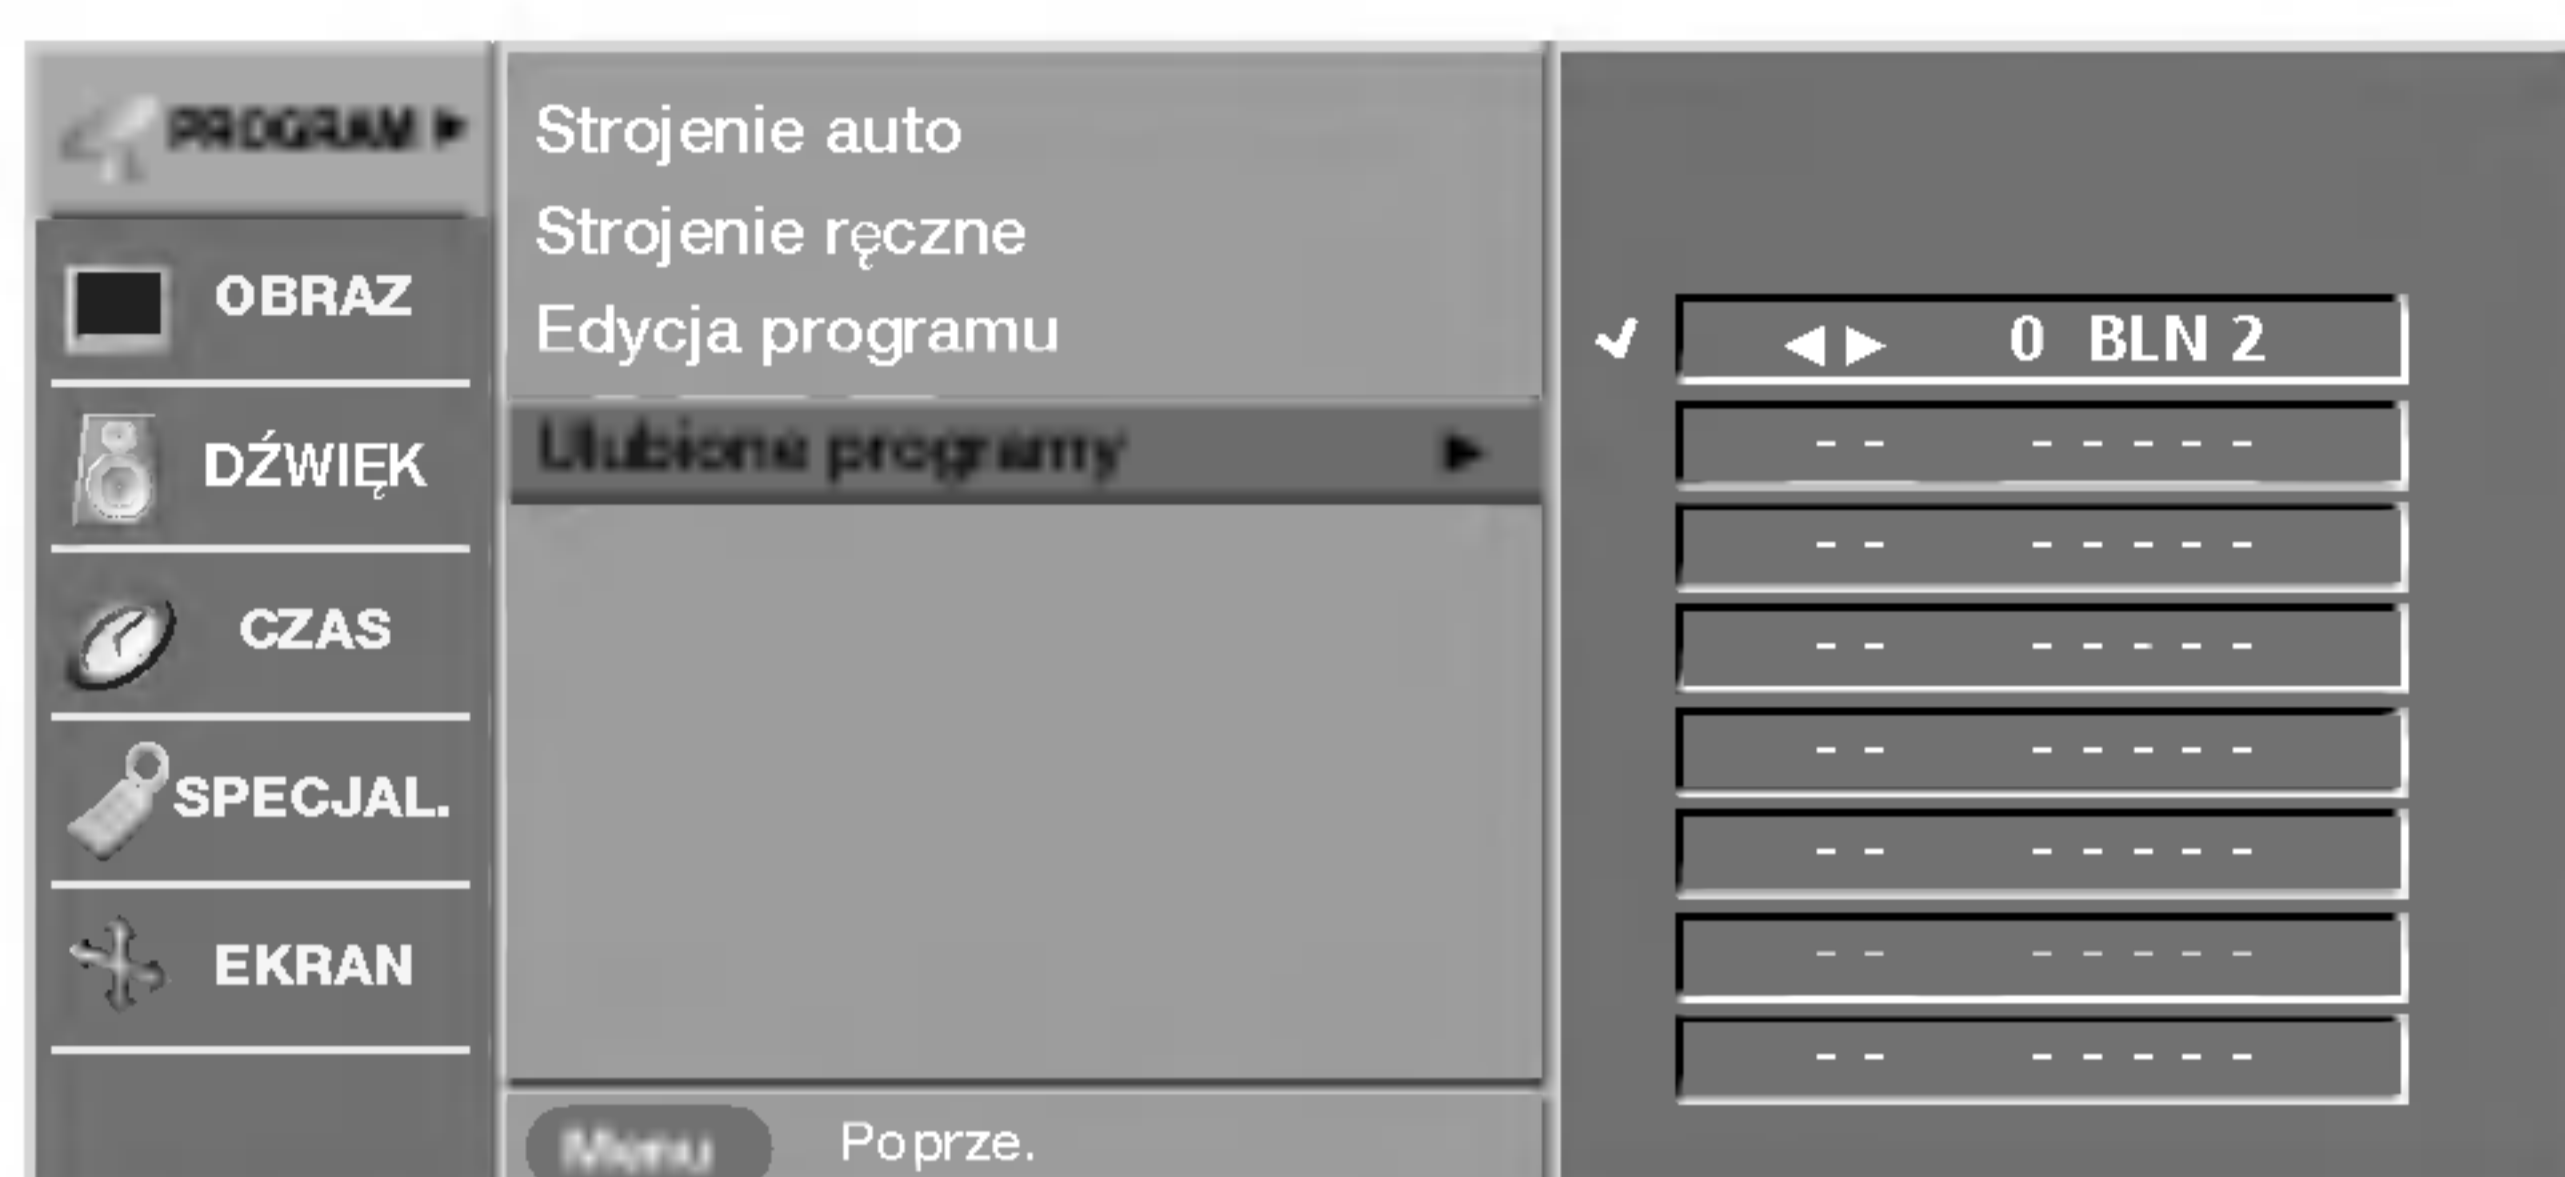 PROGRAM ►
OBRAZ
DŹWIĘK
CZAS
SPECJAL.
EKRAN
Strojenie auto
Strojenie ręczne
Edycja programu
Ulubione programy ►
Menu Poprze.
✔ ◄► 0 BLN 2
- - - - - - -
- - - - - - -
- - - - - - -
- - - - - - -
- - - - - - -
- - - - - - -
- - - - - - -